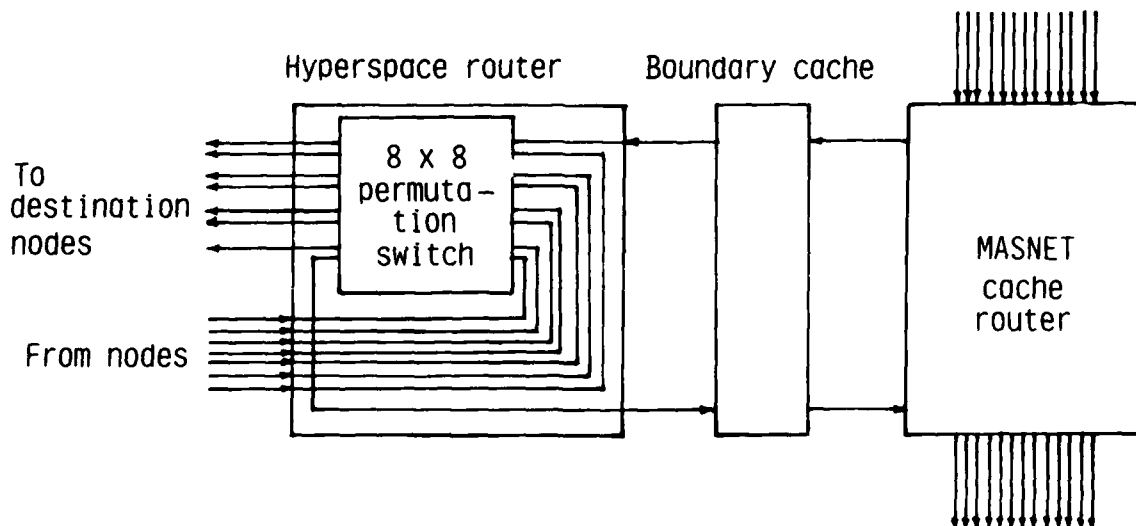 Hyperspace router
Boundary cache
8 x 8
permuta-
tion
switch
To
destination
nodes
From nodes
MASNET
cache
router